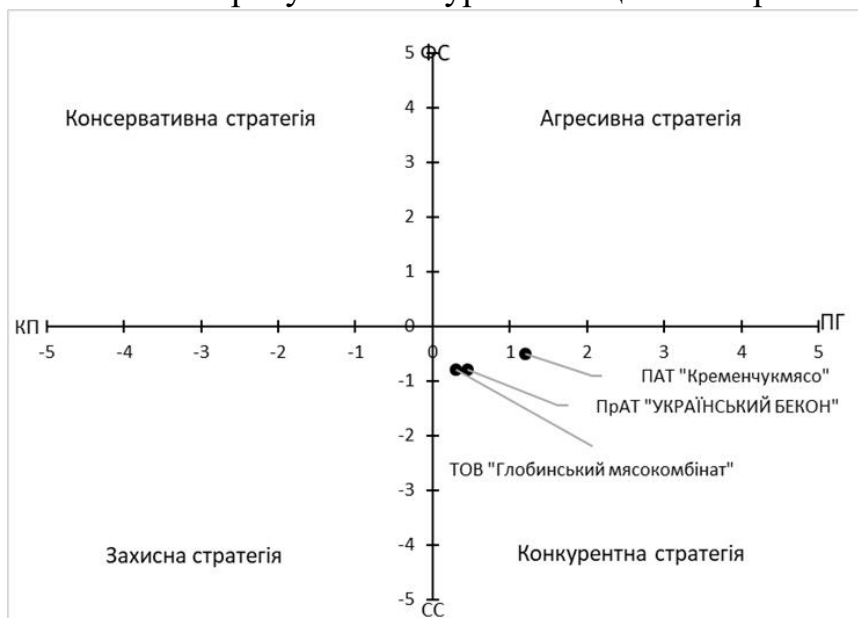 5 ФС
4
Консервативна стратегія Агресивна стратегія
3
2
1
КП 0 ПГ
-5 -4 -3 -2 -1 0 1 2 3 4 5
ПАТ "Кременчукмясо"
-1
ПрАТ "УКРАЇНСЬКИЙ БЕКОН"
-2
ТОВ "Глобинський мясокомбінат"
-3
-4
Захисна стратегія Конкурентна стратегія
-5
СС